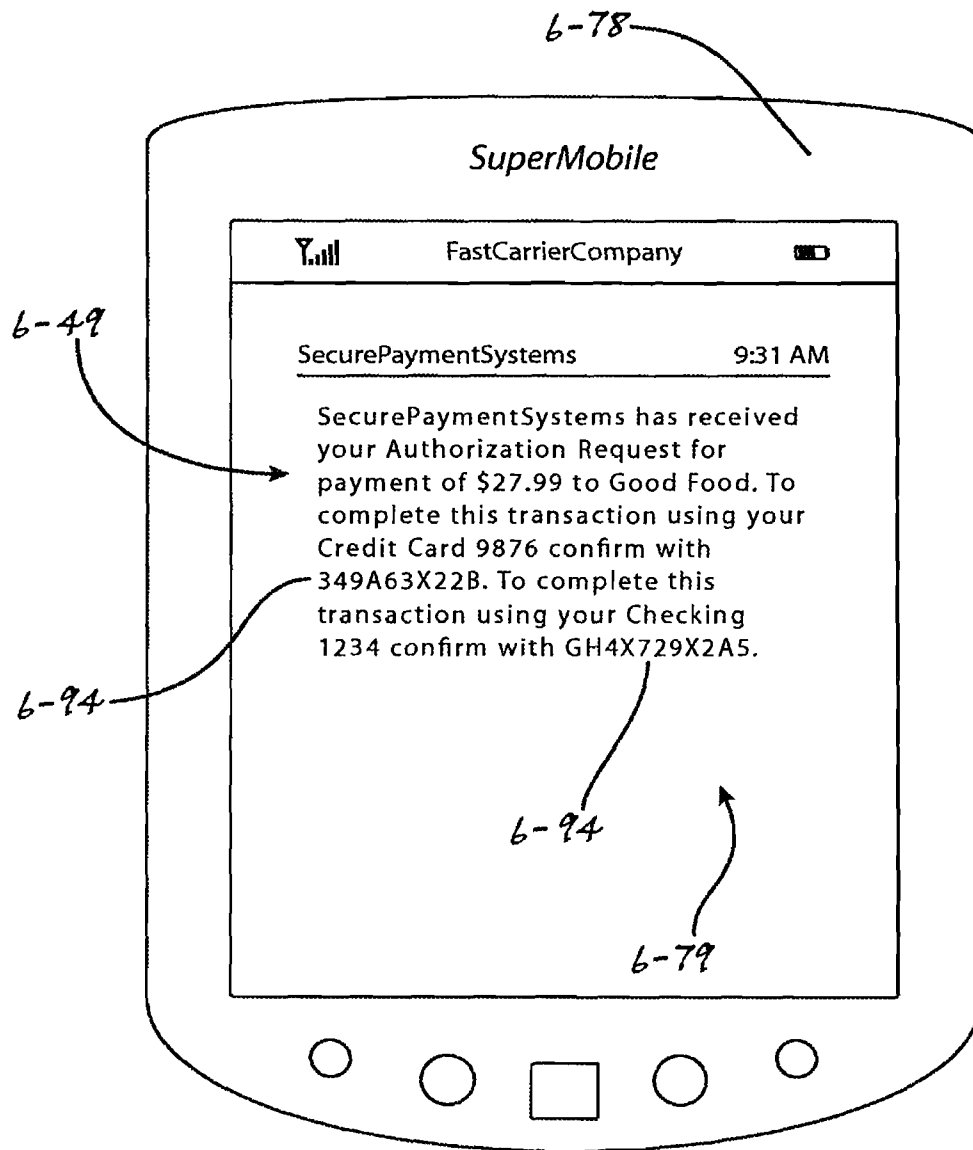 6-78
SuperMobile
FastCarrierCompany
6-49
SecurePaymentSystems 9:31 AM
SecurePaymentSystems has received
your Authorization Request for
payment of $27.99 to Good Food. To
complete this transaction using your
Credit Card 9876 confirm with
349A63X22B. To complete this
transaction using your Checking
1234 confirm with GH4X729X2A5.
6-94
6-94
6-79